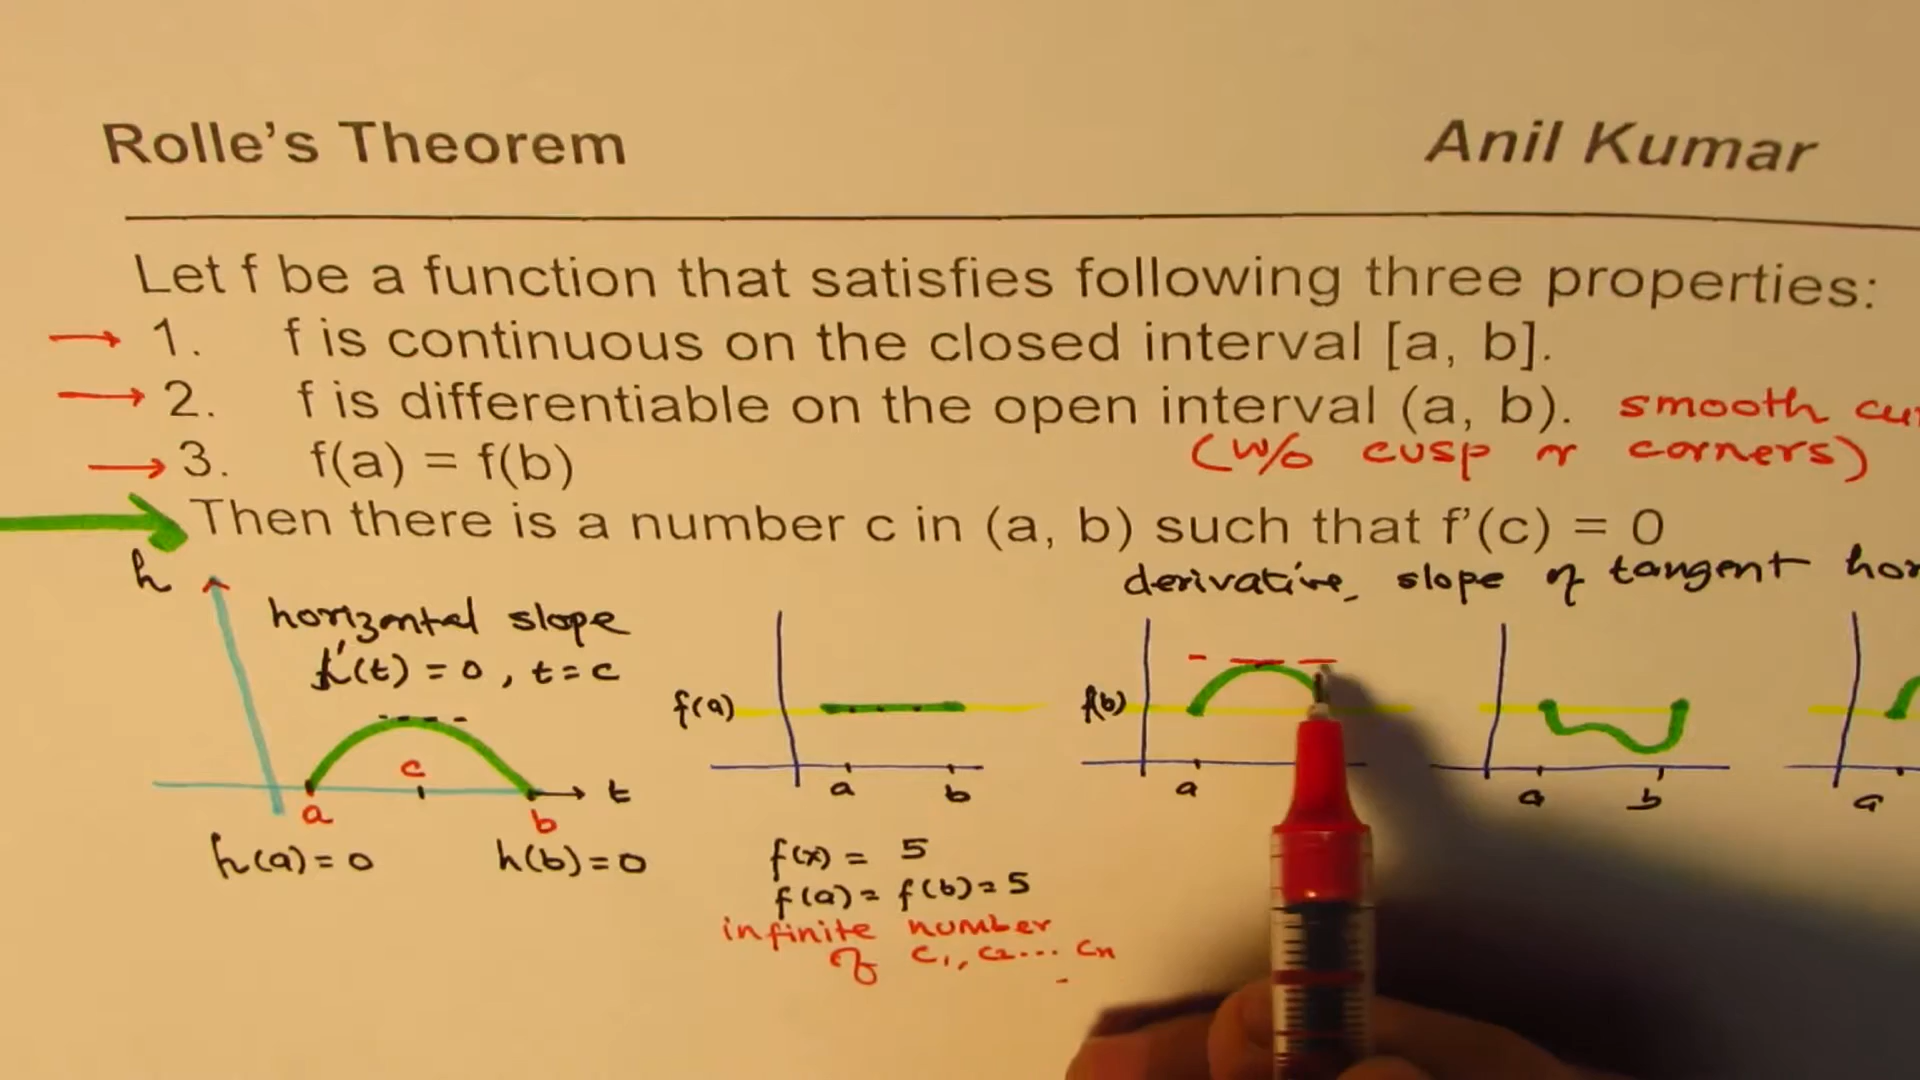 Rolle's Theorem
Anil Kumar
Let f be a function that satisfies following three properties:
1. f is continuous on the closed interval [a, b].
2. f is differentiable on the open interval (a, b). smooth
(w/o cusp or corners)
3. f(a) = f(b)
Then there is a number c in (a, b) such that f'(c) = 0
derivative, slope of tangent
h
horizontal slope
h'(t) = 0, t = c
c
t
a
b
h(a) = 0
h(b) = 0
f(a)
a
b
f(x) = 5
f(a) = f(b) = 5
infinite number
of c1, c2... cn
f(b)
a
a
b
a